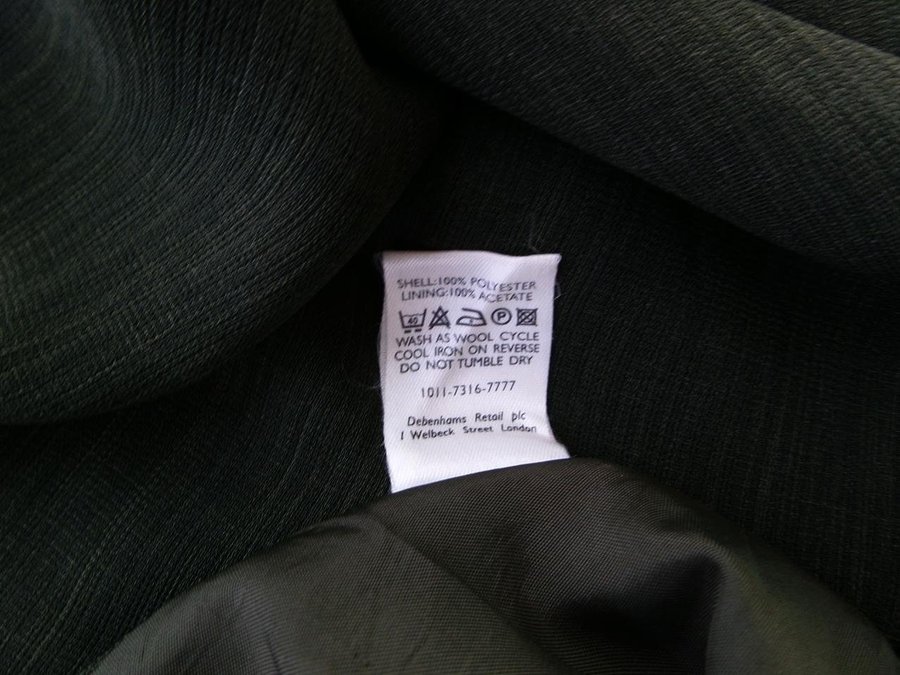 SHELL:100% POLYESTER
LINING:100% ACETATE
40 P
WASH AS WOOL CYCLE
COOL IRON ON REVERSE
DO NOT TUMBLE DRY
1011-7316-7777
Debenhams Retail plc
1 Welbeck Street London